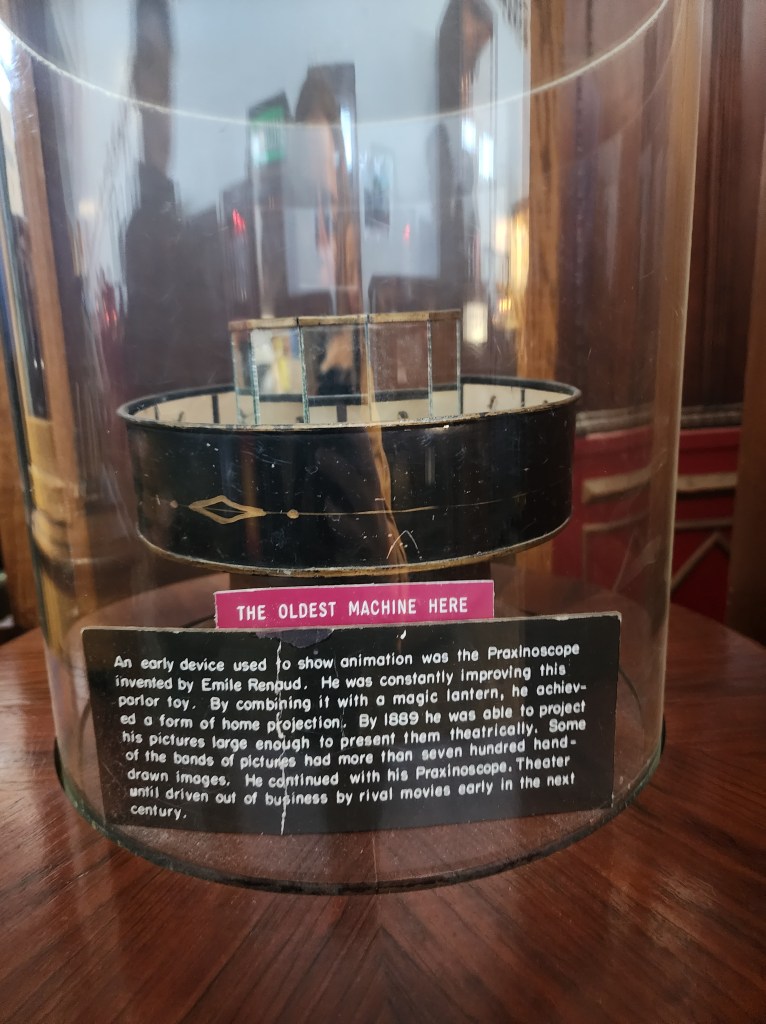 THE OLDEST MACHINE HERE
An early device used to show animation was the Praxinoscope
invented by Emile Renaud. He was constantly improving this
parlor toy. By combining it with a magic lantern, he achiev-
ed a form of home projection. By 1889 he was able to project
his pictures large enough to present them theatrically. Some
of the bands of pictures had more than seven hundred hand-
drawn images. He continued with his Praxinoscope. Theater
until driven out of business by rival movies early in the next
century.